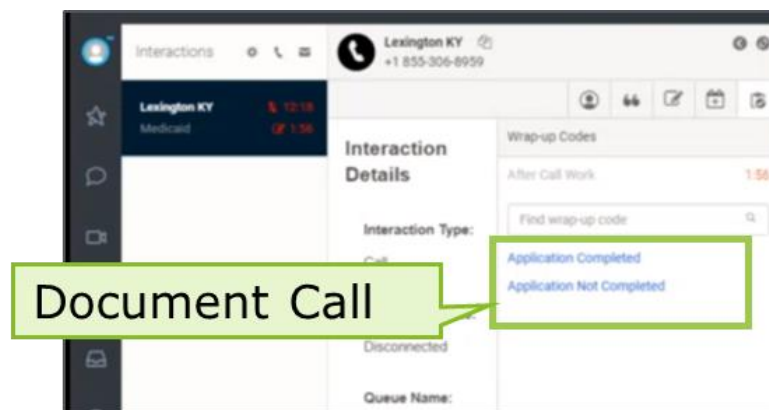 Interactions
Lexington KY
+1 855-306-8959
Lexington KY 12:18
Medicaid 1:56
Interaction
Details
Wrap-up Codes
After Call Work 1:56
Find wrap-up code
Interaction Type:
Call
Application Completed
Application Not Completed
Document Call
Disconnected
Queue Name: